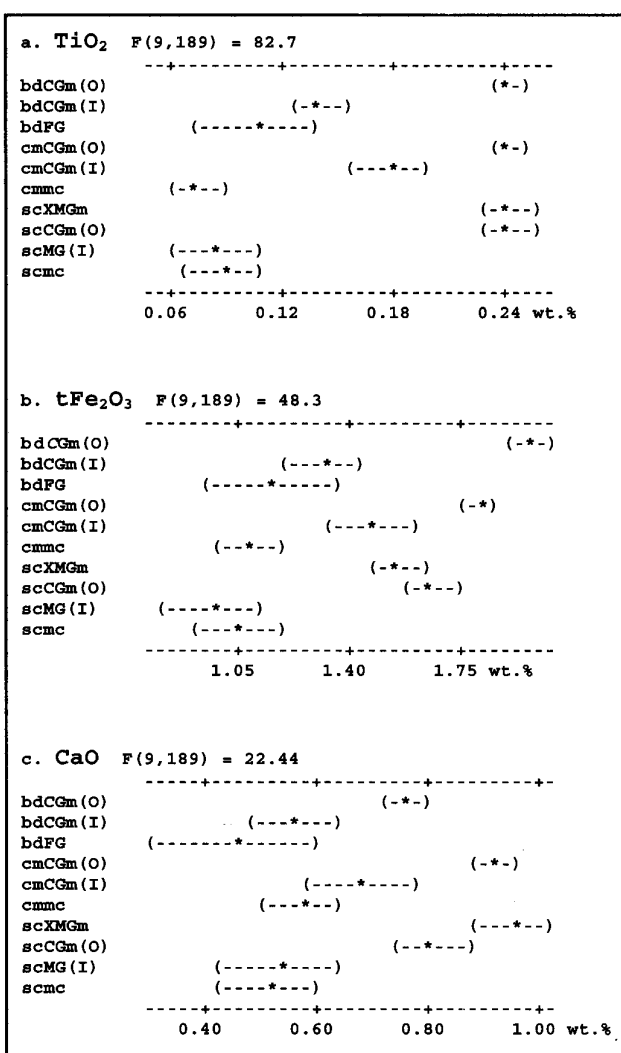 a. TiO₂ F(9,189) = 82.7
--+---------+---------+---------+----
bdCGm(O) (*-)
bdCGm(I) (-*--)
bdFG (-----*----)
cmCGm(O) (*-)
cmCGm(I) (---*--)
cmmc (-*--)
scXMGm (-*--)
scCGm(O) (-*--)
scMG(I) (---*---)
scmc (---*--)
--+---------+---------+---------+----
0.06 0.12 0.18 0.24 wt.%
b. tFe₂O₃ F(9,189) = 48.3
--------+---------+---------+--------
bdCGm(O) (-*-)
bdCGm(I) (---*--)
bdFG (-----*-----)
cmCGm(O) (-*)
cmCGm(I) (---*---)
cmmc (--*--)
scXMGm (-*--)
scCGm(O) (-*--)
scMG(I) (----*---)
scmc (---*---)
--------+---------+---------+--------
1.05 1.40 1.75 wt.%
c. CaO F(9,189) = 22.44
-----+---------+---------+---------+-
bdCGm(O) (-*-)
bdCGm(I) (---*---)
bdFG (-------*------)
cmCGm(O) (-*-)
cmCGm(I) (----*----)
cmmc (---*--)
scXMGm (---*--)
scCGm(O) (--*---)
scMG(I) (-----*----)
scmc (----*---)
-----+---------+---------+---------+-
0.40 0.60 0.80 1.00 wt.%